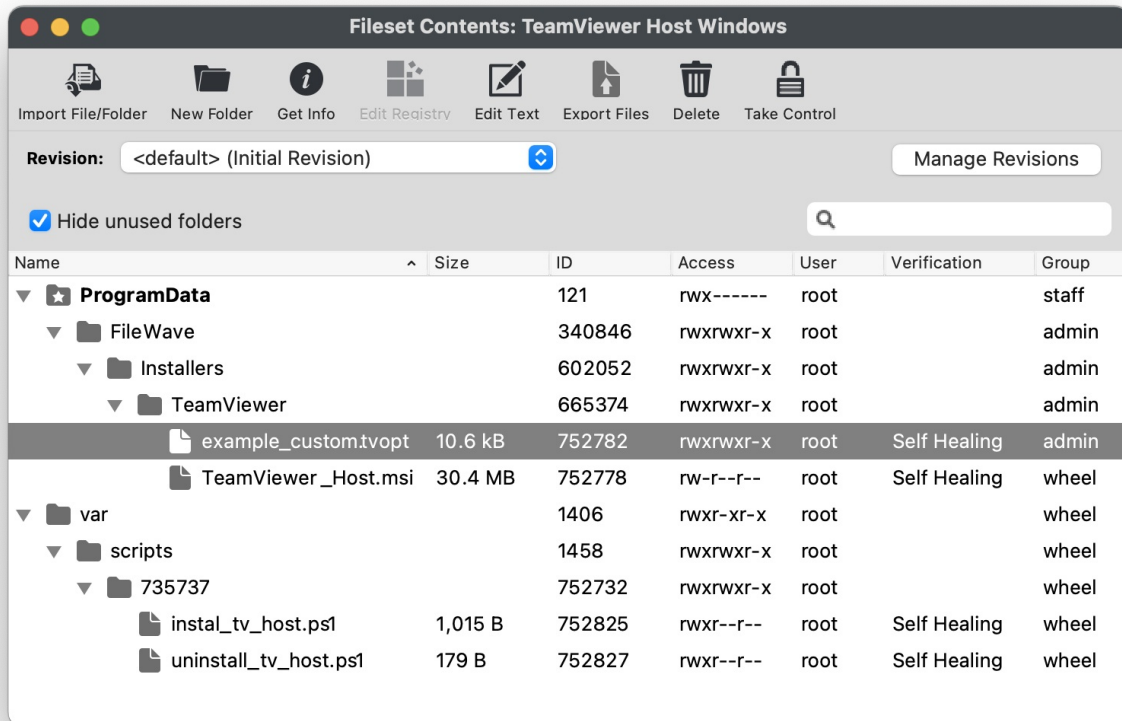 Fileset Contents: TeamViewer Host Windows
Import File/Folder New Folder Get Info Edit Registry Edit Text Export Files Delete Take Control
Revision: <default> (Initial Revision) Manage Revisions
Hide unused folders
Name Size ID Access User Verification Group
ProgramData 121 rwx------ root staff
FileWave 340846 rwxrwxr-x root admin
Installers 602052 rwxrwxr-x root admin
TeamViewer 665374 rwxrwxr-x root admin
example_custom.tvopt 10.6 kB 752782 rwxrwxr-x root Self Healing admin
TeamViewer_Host.msi 30.4 MB 752778 rw-r--r-- root Self Healing wheel
var 1406 rwxr-xr-x root wheel
scripts 1458 rwxrwxr-x root wheel
735737 752732 rwxrwxr-x root wheel
instal_tv_host.ps1 1,015 B 752825 rwxr--r-- root Self Healing wheel
uninstall_tv_host.ps1 179 B 752827 rwxr--r-- root Self Healing wheel